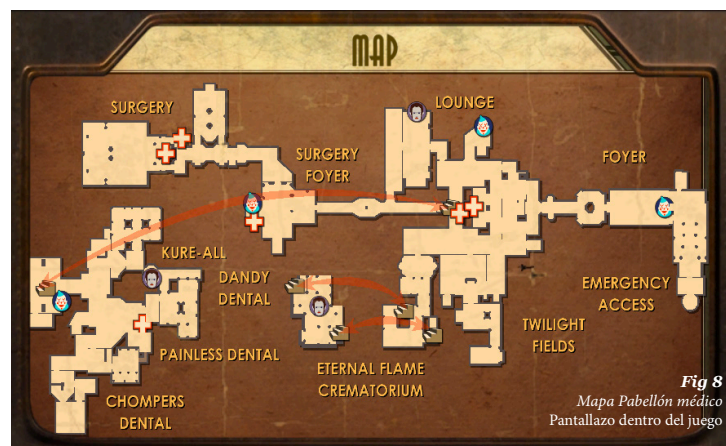 MAP
SURGERY
LOUNGE
SURGERY
FOYER
FOYER
KURE-ALL
DANDY
DENTAL
EMERGENCY
ACCESS
TWILIGHT
FIELDS
PAINLESS DENTAL
ETERNAL FLAME
CREMATORIUM
CHOMPERS
DENTAL
Fig 8
Mapa Pabellón médico
Pantallazo dentro del juego